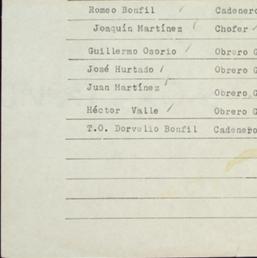 Romeo Bonfil Cadenero
Joaquín Martínez Chofer
Guillermo Osorio Obrero G
José Hurtado Obrero G
Juan Martínez Obrero G
Héctor Valle Obrero G
T.O. Dorvelio Bonfil Cadenero